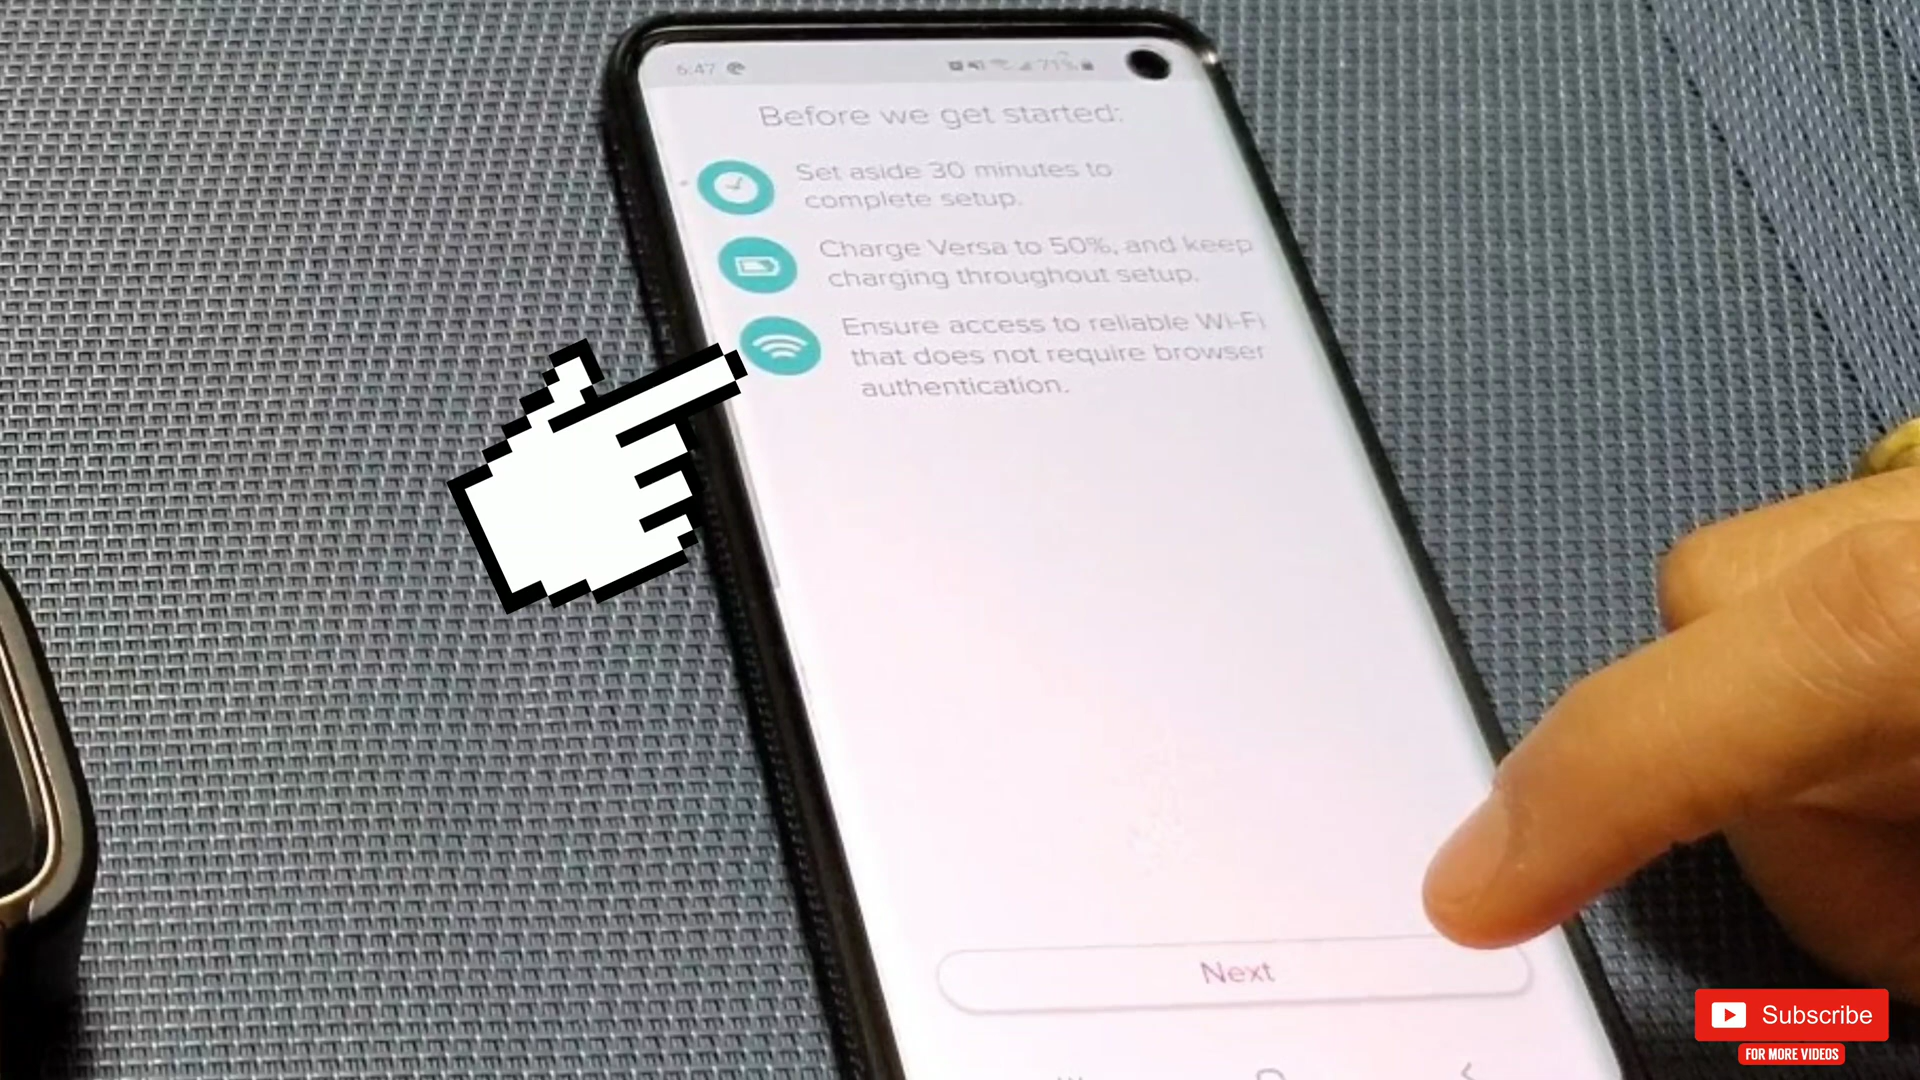 6:47 71%
Before we get started:
Set aside 30 minutes to
complete setup.
Charge Versa to 50%, and keep
charging throughout setup.
Ensure access to reliable Wi-Fi
that does not require browser
authentication.
Next
Subscribe
FOR MORE VIDEOS